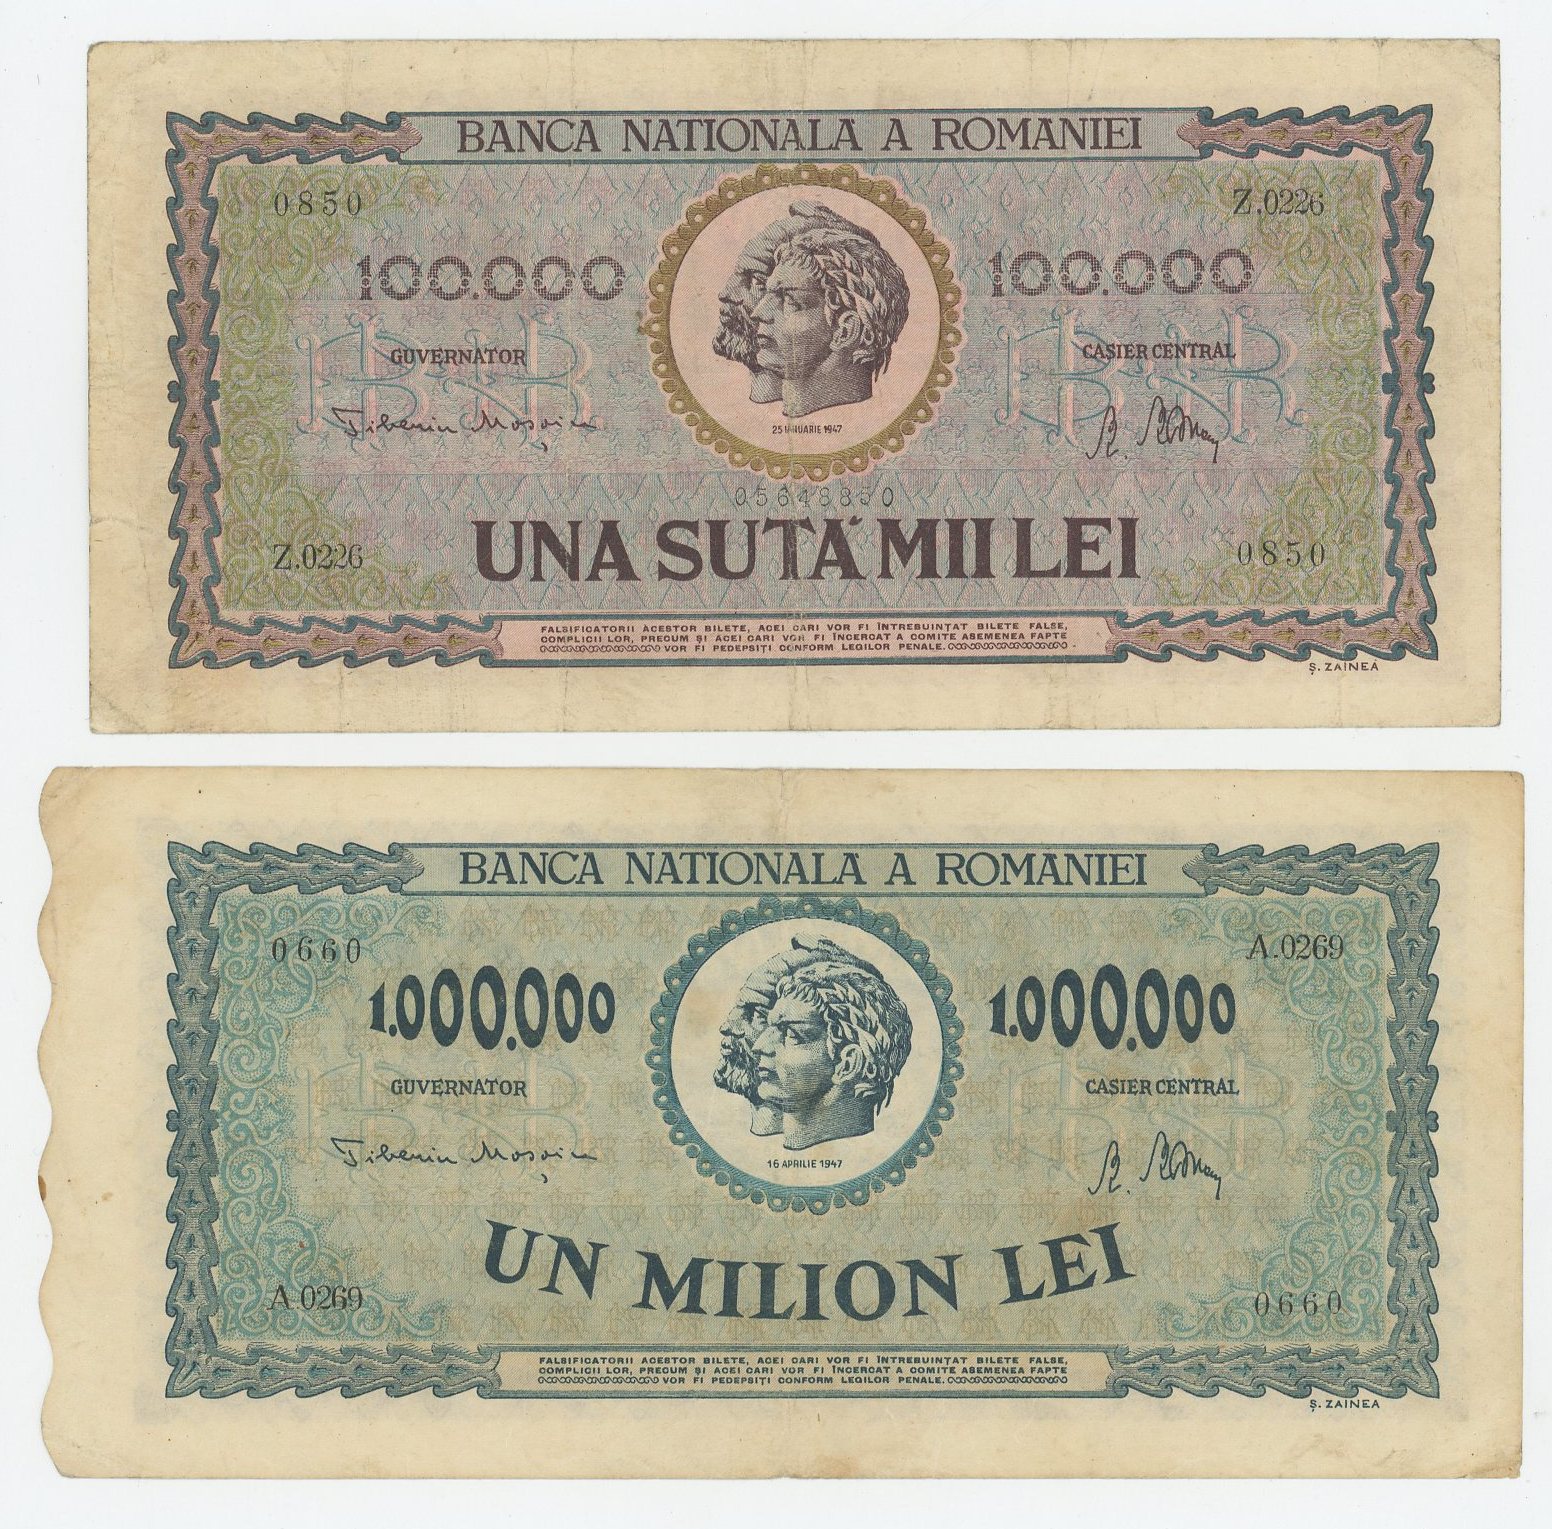 BANCA NATIONALA A ROMANIEI
0850 Z.0226
100.000 100.000
GUVERNATOR CASIER CENTRAL
Tiberiu Moșoiu
25 IANUARIE 1947
05648850
UNA SUTĂ MII LEI
Z.0226 0850
FALSIFICATORII ACESTOR BILETE, ACEI CARI VOR FI ÎNTREBUINȚAT BILETE FALSE,
COMPLICII LOR, PRECUM ȘI ACEI CARI VOR FI ÎNCERCAT A COMITE ASEMENEA FAPTE
VOR FI PEDEPSIȚI CONFORM LEGILOR PENALE.
Ș. ZAINEA
BANCA NATIONALA A ROMANIEI
0660 A.0269
1.000.000 1.000.000
GUVERNATOR CASIER CENTRAL
Tiberiu Moșoiu
16 APRILIE 1947
UN MILION LEI
A.0269 0660
FALSIFICATORII ACESTOR BILETE, ACEI CARI VOR FI ÎNTREBUINȚAT BILETE FALSE,
COMPLICII LOR, PRECUM ȘI ACEI CARI VOR FI ÎNCERCAT A COMITE ASEMENEA FAPTE
VOR FI PEDEPSIȚI CONFORM LEGILOR PENALE.
Ș. ZAINEA